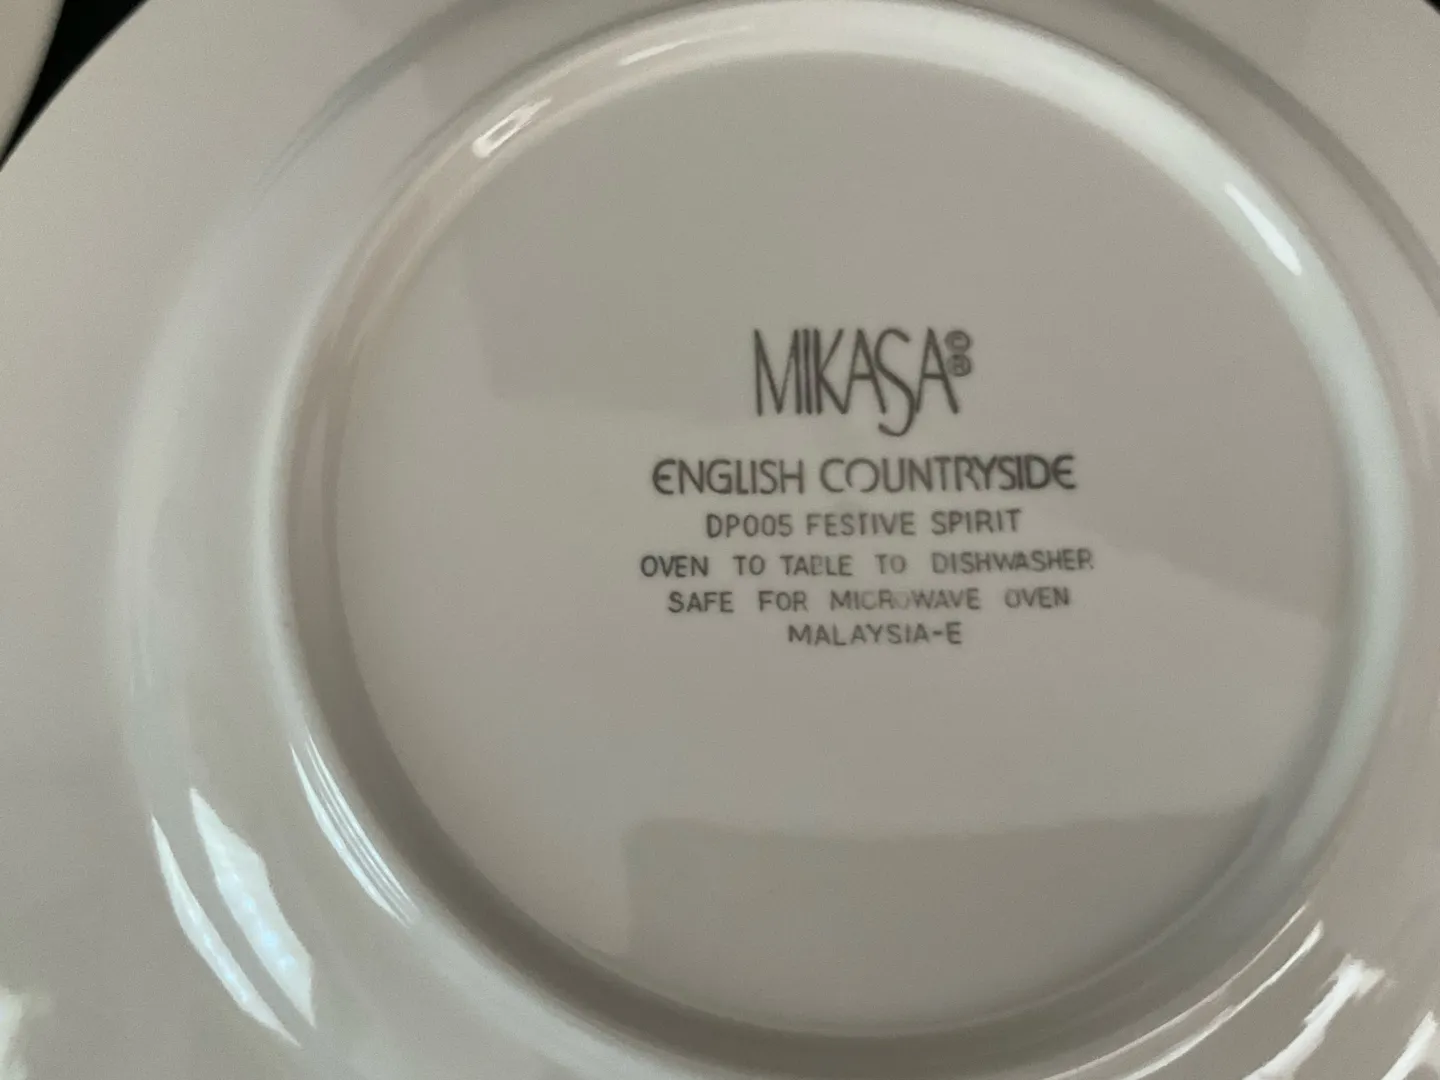 MIKASA©®
ENGLISH COUNTRYSIDE
DP005 FESTIVE SPIRIT
OVEN TO TABLE TO DISHWASHER
SAFE FOR MICROWAVE OVEN
MALAYSIA-E